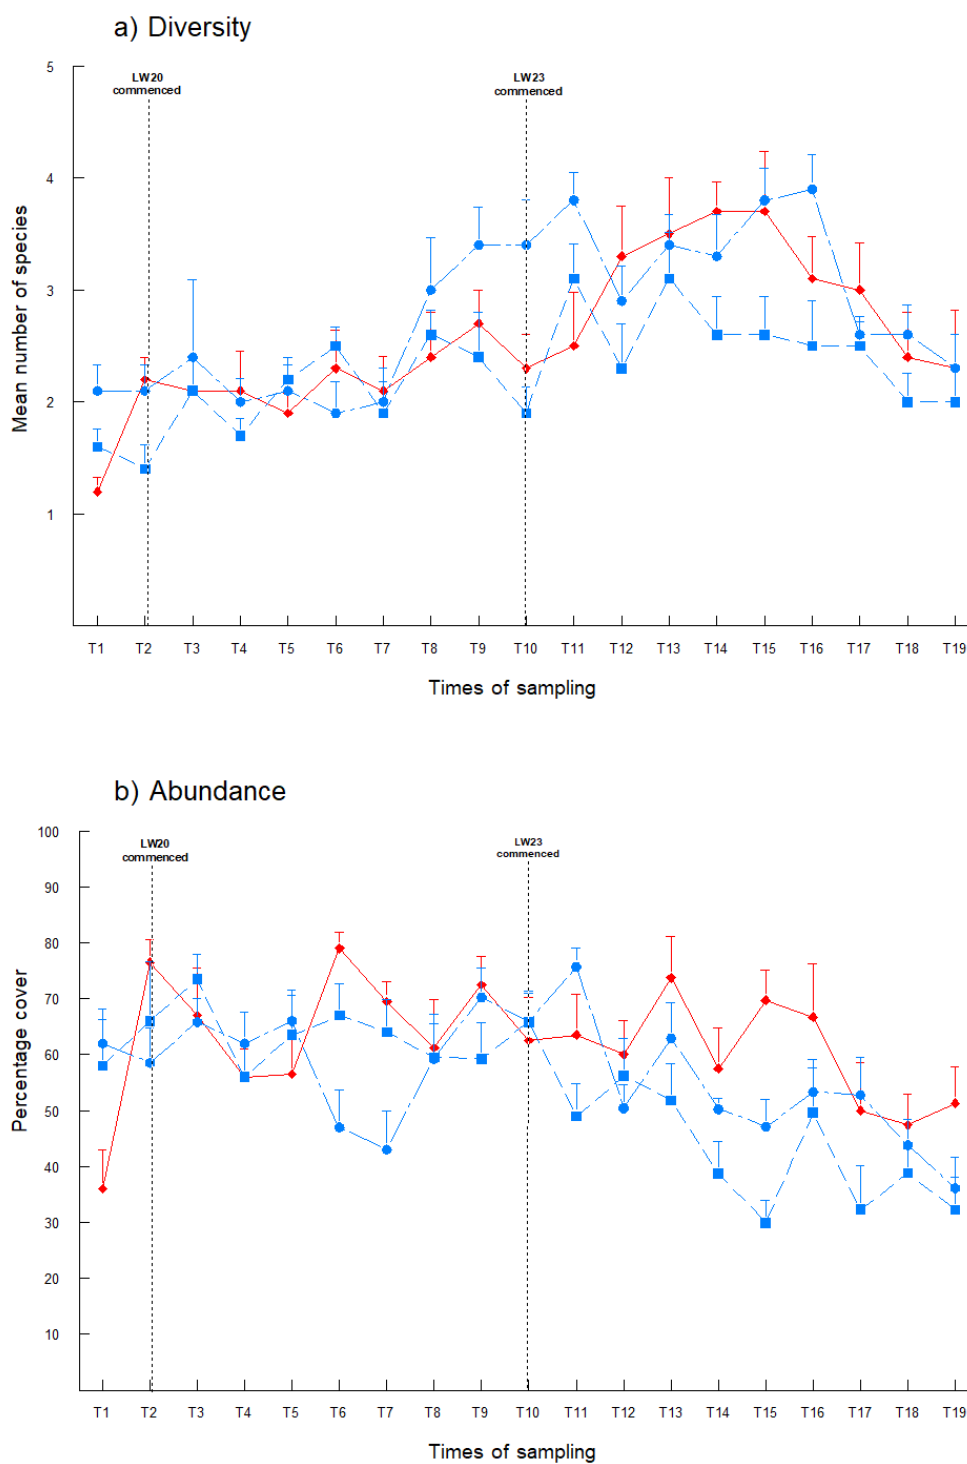 a) Diversity
LW20
commenced
LW23
commenced
5
4
3
2
1
Mean number of species
T1 T2 T3 T4 T5 T6 T7 T8 T9 T10 T11 T12 T13 T14 T15 T16 T17 T18 T19
Times of sampling
b) Abundance
LW20
commenced
LW23
commenced
100
90
80
70
60
50
40
30
20
10
Percentage cover
T1 T2 T3 T4 T5 T6 T7 T8 T9 T10 T11 T12 T13 T14 T15 T16 T17 T18 T19
Times of sampling